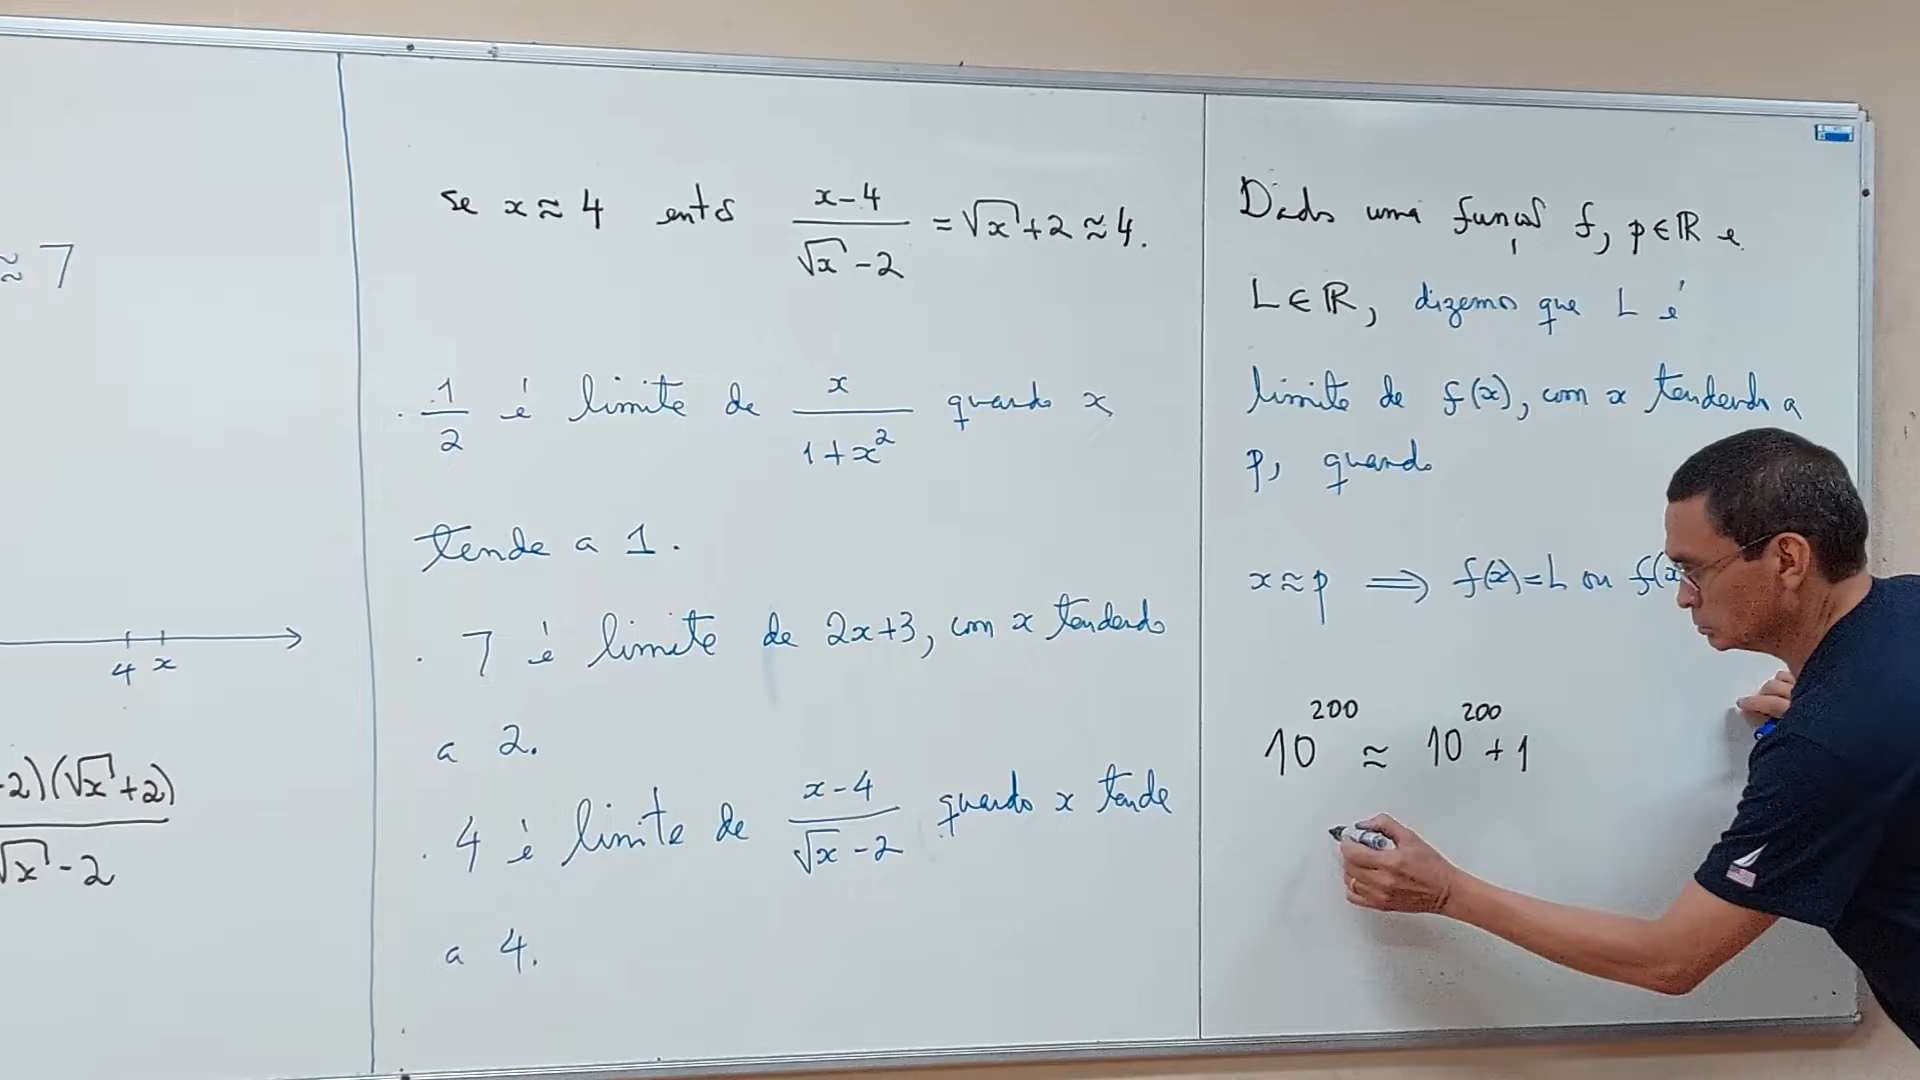 ≈ 7
4 x
-2)(√x+2)
√x - 2
se x ≈ 4 então (x-4)/(√x-2) = √x+2 ≈ 4.
. 1/2 é limite de x/(1+x²) quando x
tende a 1.
. 7 é limite de 2x+3, com x tendendo
a 2.
. 4 é limite de (x-4)/(√x-2) quando x tende
a 4.
Dado uma função f, p∈ℝ e
L∈ℝ, dizemos que L é
limite de f(x), com x tendendo a
p, quando
x≈p ⟹ f(x)=L ou f(x
10²⁰⁰ ≈ 10²⁰⁰+1